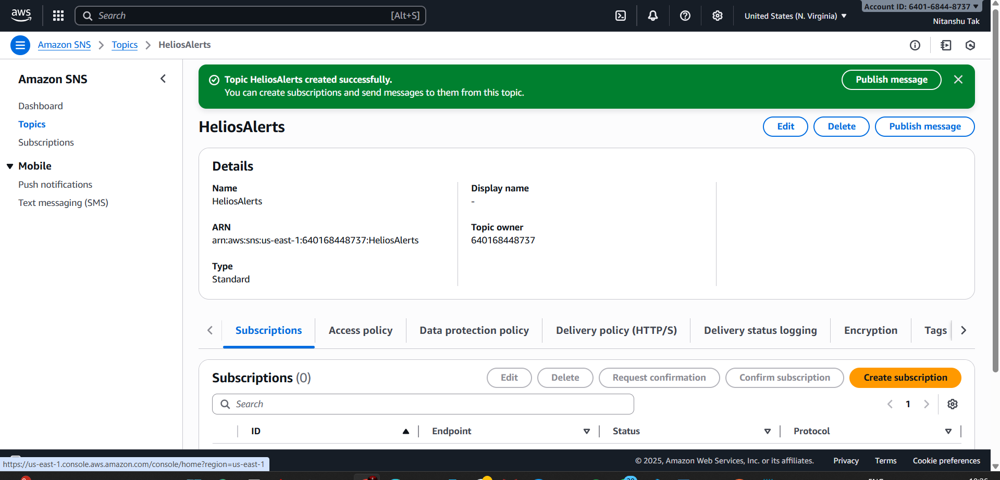 aws
Search [Alt+S]
United States (N. Virginia)
Account ID: 6401-6844-8737
Nitanshu Tak
Amazon SNS
Topics
HeliosAlerts
Amazon SNS
Dashboard
Topics
Subscriptions
Mobile
Push notifications
Text messaging (SMS)
Topic HeliosAlerts created successfully.
You can create subscriptions and send messages to them from this topic.
Publish message
HeliosAlerts
Edit
Delete
Publish message
Details
Name
HeliosAlerts
ARN
arn:aws:sns:us-east-1:640168448737:HeliosAlerts
Type
Standard
Display name
-
Topic owner
640168448737
Subscriptions
Access policy
Data protection policy
Delivery policy (HTTP/S)
Delivery status logging
Encryption
Tags
Subscriptions (0)
Edit
Delete
Request confirmation
Confirm subscription
Create subscription
Search
1
ID
Endpoint
Status
Protocol
https://us-east-1.console.aws.amazon.com/console/home?region=us-east-1
© 2025, Amazon Web Services, Inc. or its affiliates.
Privacy
Terms
Cookie preferences